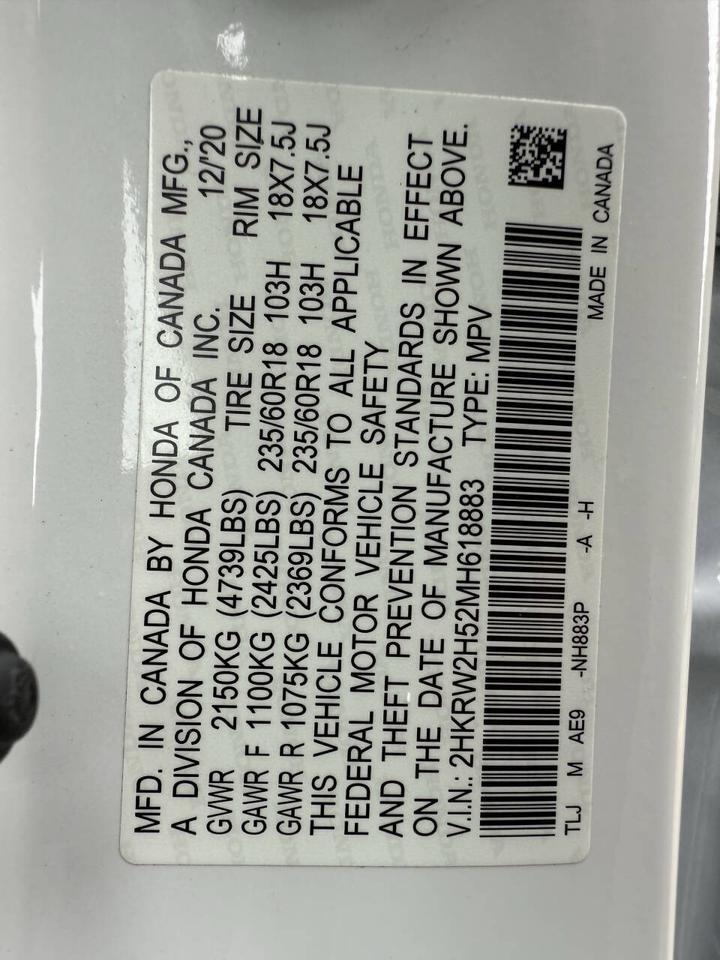 MFD. IN CANADA BY HONDA OF CANADA MFG.,
A DIVISION OF HONDA CANADA INC. 12/'20
GVWR 2150KG (4739LBS) TIRE SIZE RIM SIZE
GAWR F 1100KG (2425LBS) 235/60R18 103H 18X7.5J
GAWR R 1075KG (2369LBS) 235/60R18 103H 18X7.5J
THIS VEHICLE CONFORMS TO ALL APPLICABLE
FEDERAL MOTOR VEHICLE SAFETY
AND THEFT PREVENTION STANDARDS IN EFFECT
ON THE DATE OF MANUFACTURE SHOWN ABOVE.
V.I.N.: 2HKRW2H52MH618883 TYPE: MPV
TLJ M AE9 -NH883P -A -H MADE IN CANADA